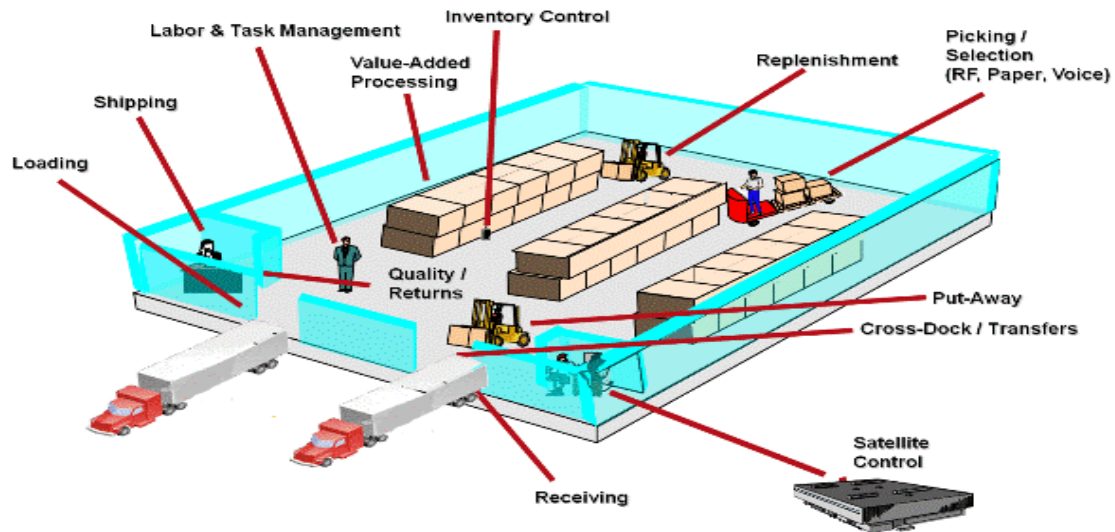 Inventory Control
Labor & Task Management
Value-Added
Processing
Picking /
Selection
(RF, Paper, Voice)
Replenishment
Shipping
Loading
Quality /
Returns
Put-Away
Cross-Dock / Transfers
Satellite
Control
Receiving